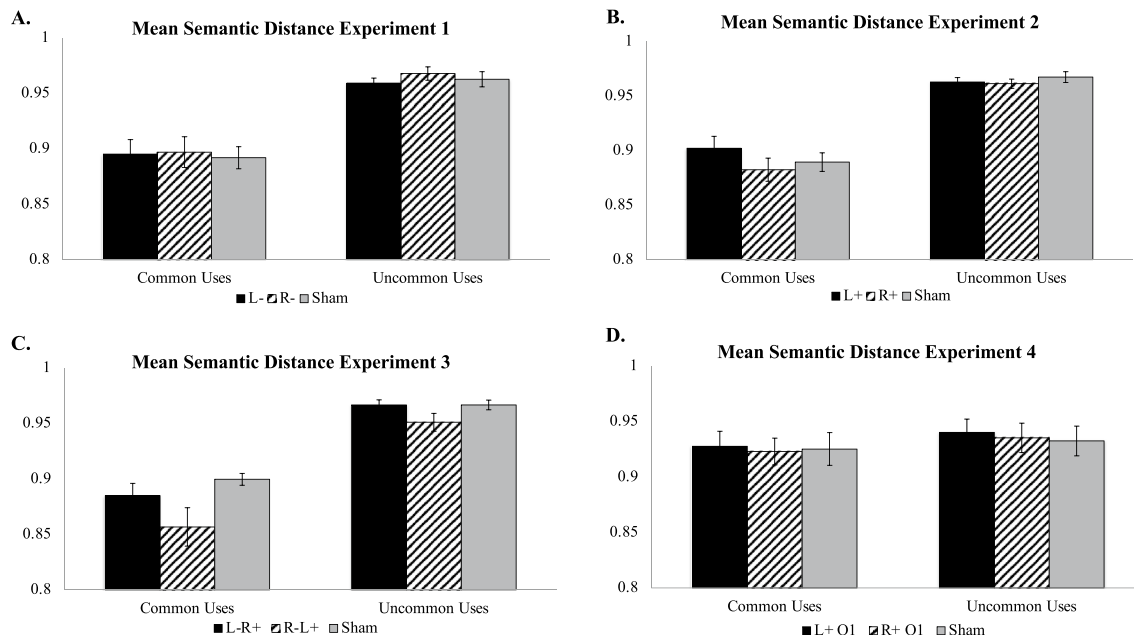 A.
Mean Semantic Distance Experiment 1
1
0.95
0.9
0.85
0.8
Common Uses
Uncommon Uses
L- R- Sham
B.
Mean Semantic Distance Experiment 2
1
0.95
0.9
0.85
0.8
Common Uses
Uncommon Uses
L+ R+ Sham
C.
Mean Semantic Distance Experiment 3
1
0.95
0.9
0.85
0.8
Common Uses
Uncommon Uses
L-R+ R-L+ Sham
D.
Mean Semantic Distance Experiment 4
1
0.95
0.9
0.85
0.8
Common Uses
Uncommon Uses
L+ O1 R+ O1 Sham